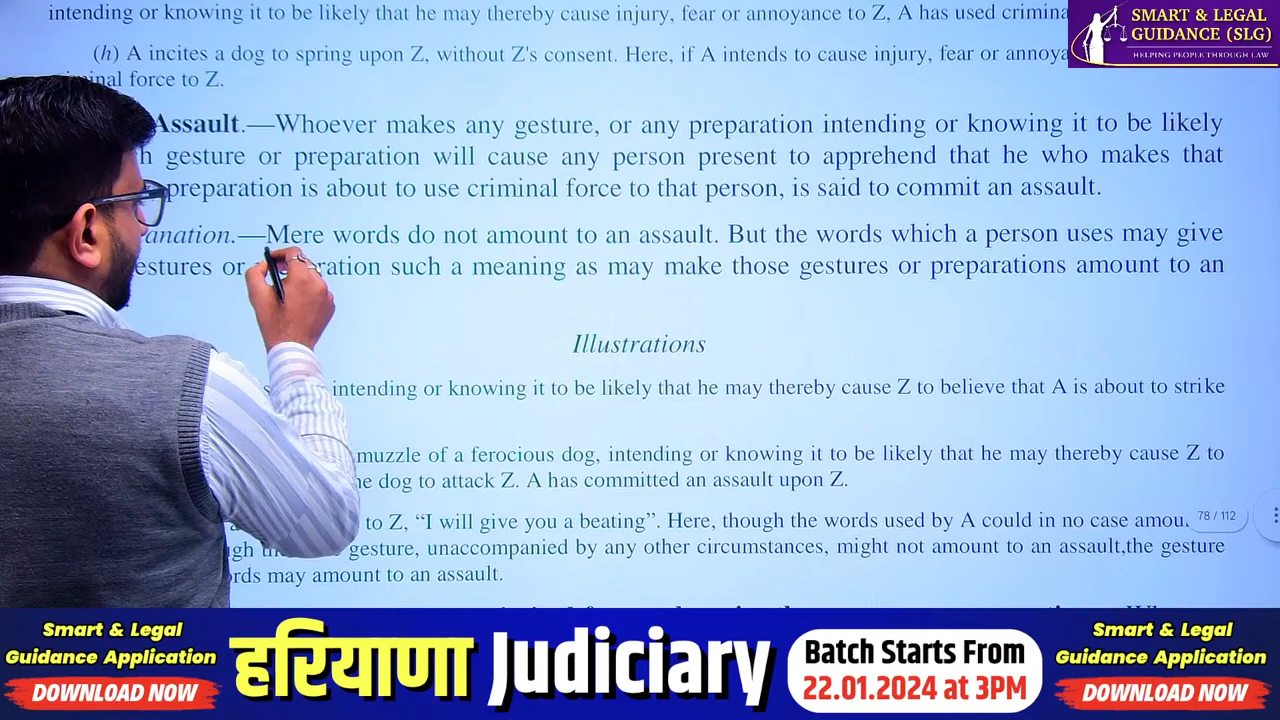 intending or knowing it to be likely that he may thereby cause injury, fear or annoyance to Z, A has used crimina
SMART & LEGAL
GUIDANCE (SLG)
HELPING PEOPLE THROUGH LAW
(h) A incites a dog to spring upon Z, without Z's consent. Here, if A intends to cause injury, fear or annoya
nal force to Z.
Assault.—Whoever makes any gesture, or any preparation intending or knowing it to be likely
h gesture or preparation will cause any person present to apprehend that he who makes that
preparation is about to use criminal force to that person, is said to commit an assault.
anation.—Mere words do not amount to an assault. But the words which a person uses may give
estures or ration such a meaning as may make those gestures or preparations amount to an
Illustrations
intending or knowing it to be likely that he may thereby cause Z to believe that A is about to strike
muzzle of a ferocious dog, intending or knowing it to be likely that he may thereby cause Z to
he dog to attack Z. A has committed an assault upon Z.
to Z, “I will give you a beating”. Here, though the words used by A could in no case amou
78 / 112
gesture, unaccompanied by any other circumstances, might not amount to an assault,the gesture
rds may amount to an assault.
Smart & Legal
Guidance Application
DOWNLOAD NOW
हरियाणा Judiciary
Batch Starts From
22.01.2024 at 3PM
Smart & Legal
Guidance Application
DOWNLOAD NOW